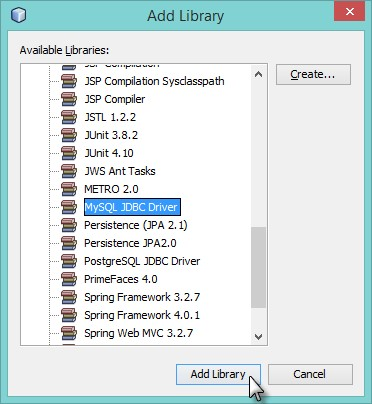 Add Library
Available Libraries:
Create...
JSP Compilation Sysclasspath
JSP Compiler
JSTL 1.2.2
JUnit 3.8.2
JUnit 4.10
JWS Ant Tasks
METRO 2.0
MySQL JDBC Driver
Persistence (JPA 2.1)
Persistence JPA2.0
PostgreSQL JDBC Driver
PrimeFaces 4.0
Spring Framework 3.2.7
Spring Framework 4.0.1
Spring Web MVC 3.2.7
Add Library
Cancel